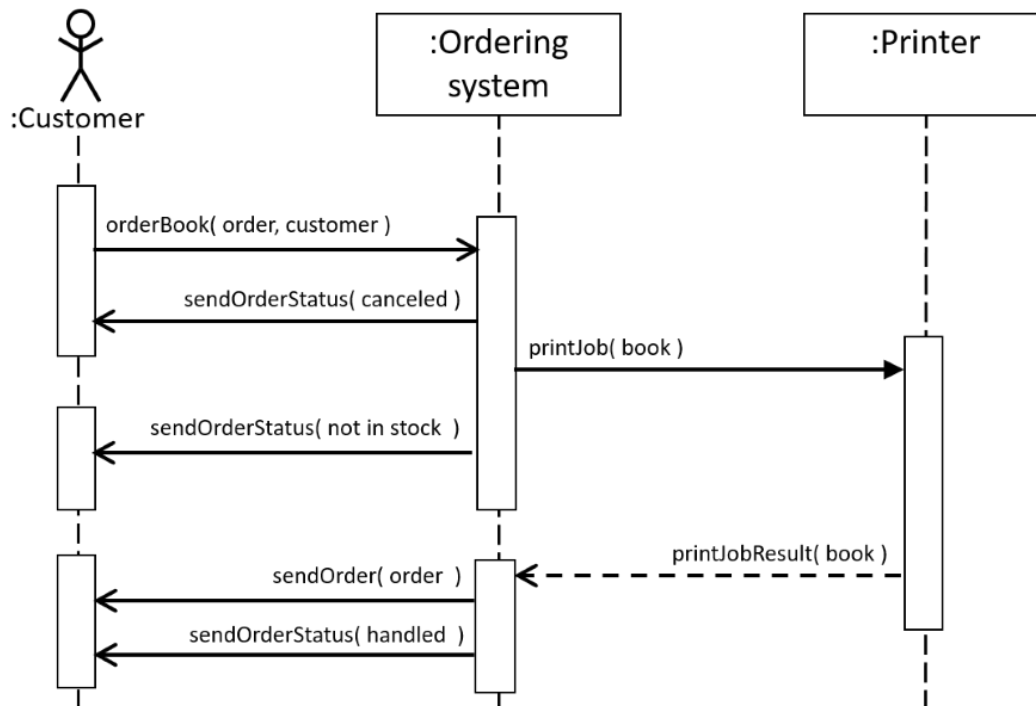 :Ordering
system
:Printer
:Customer
orderBook( order, customer )
sendOrderStatus( canceled )
printJob( book )
sendOrderStatus( not in stock  )
printJobResult( book )
sendOrder( order  )
sendOrderStatus( handled  )